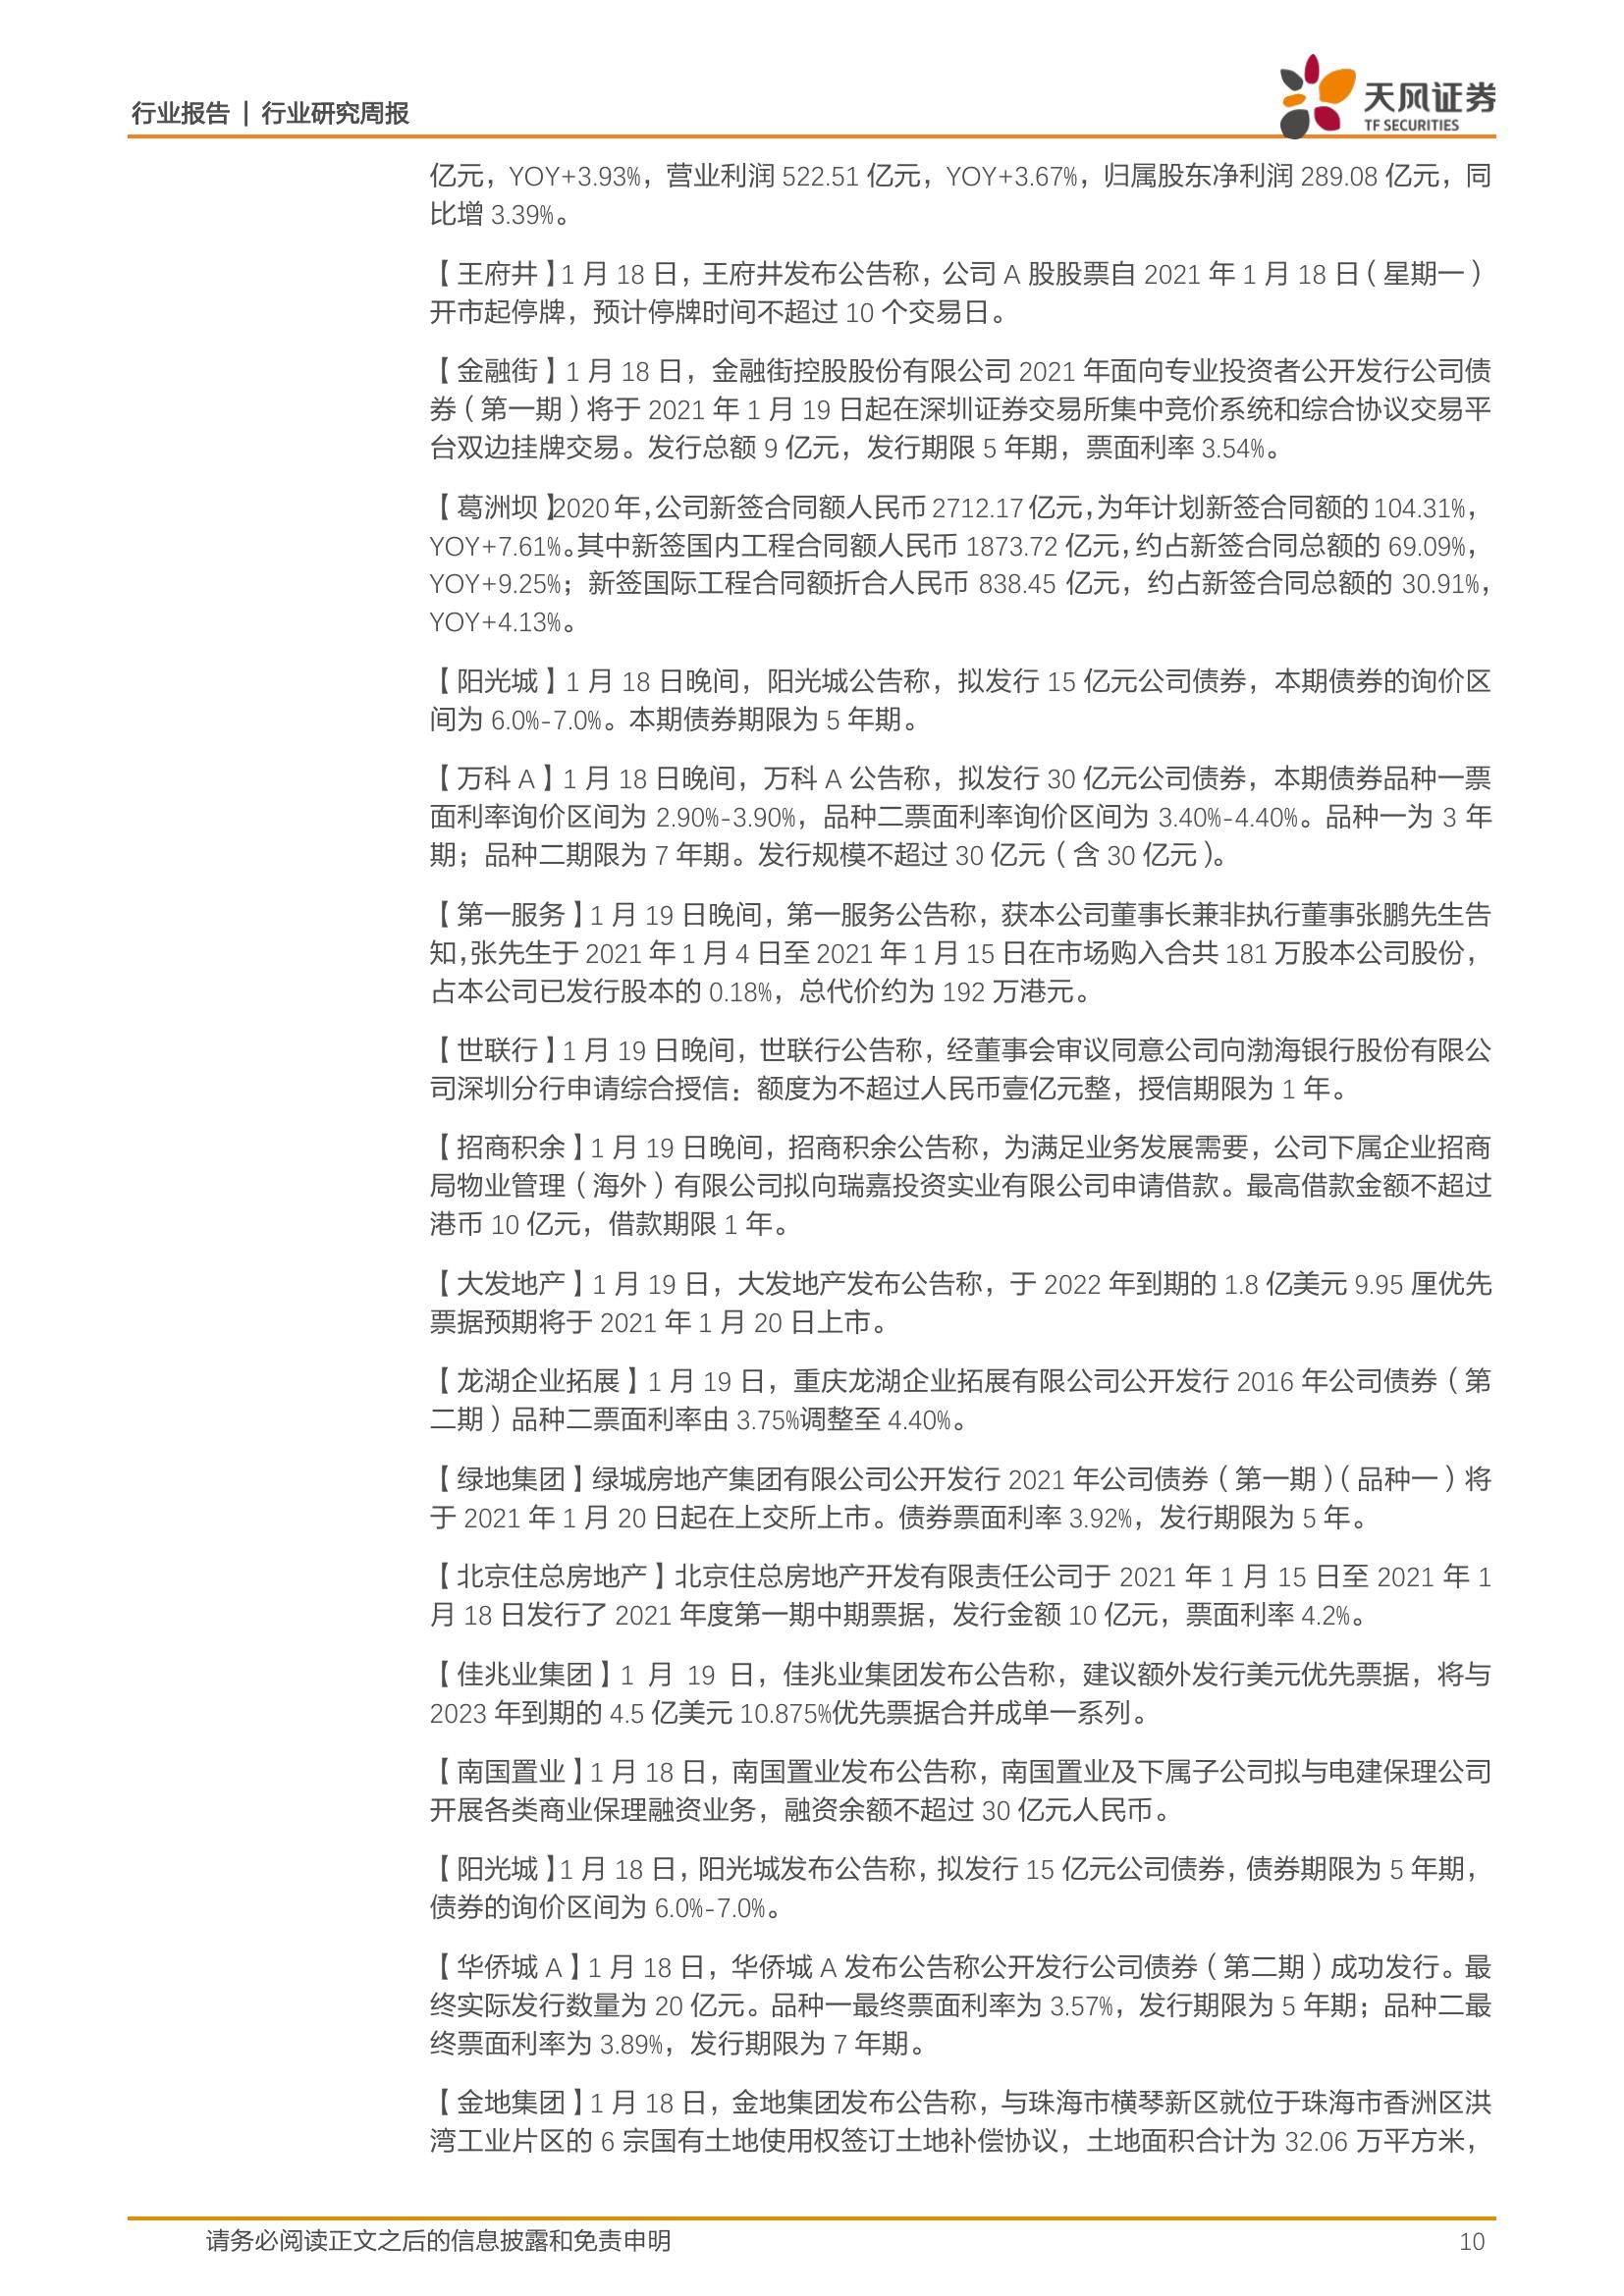 行业报告 | 行业研究周报
天风证券
TF SECURITIES
亿元，YOY+3.93%，营业利润 522.51 亿元，YOY+3.67%，归属股东净利润 289.08 亿元，同
比增 3.39%。
【王府井】1 月 18 日，王府井发布公告称，公司 A 股股票自 2021 年 1 月 18 日（星期一）
开市起停牌，预计停牌时间不超过 10 个交易日。
【金融街】1 月 18 日，金融街控股股份有限公司 2021 年面向专业投资者公开发行公司债
券（第一期）将于 2021 年 1 月 19 日起在深圳证券交易所集中竞价系统和综合协议交易平
台双边挂牌交易。发行总额 9 亿元，发行期限 5 年期，票面利率 3.54%。
【葛洲坝】2020 年，公司新签合同额人民币 2712.17 亿元，为年计划新签合同额的 104.31%，
YOY+7.61%。其中新签国内工程合同额人民币 1873.72 亿元，约占新签合同总额的 69.09%，
YOY+9.25%；新签国际工程合同额折合人民币 838.45 亿元，约占新签合同总额的 30.91%，
YOY+4.13%。
【阳光城】1 月 18 日晚间，阳光城公告称，拟发行 15 亿元公司债券，本期债券的询价区
间为 6.0%-7.0%。本期债券期限为 5 年期。
【万科 A】1 月 18 日晚间，万科 A 公告称，拟发行 30 亿元公司债券，本期债券品种一票
面利率询价区间为 2.90%-3.90%，品种二票面利率询价区间为 3.40%-4.40%。品种一为 3 年
期；品种二期限为 7 年期。发行规模不超过 30 亿元（含 30 亿元）。
【第一服务】1 月 19 日晚间，第一服务公告称，获本公司董事长兼非执行董事张鹏先生告
知，张先生于 2021 年 1 月 4 日至 2021 年 1 月 15 日在市场购入合共 181 万股本公司股份，
占本公司已发行股本的 0.18%，总代价约为 192 万港元。
【世联行】1 月 19 日晚间，世联行公告称，经董事会审议同意公司向渤海银行股份有限公
司深圳分行申请综合授信：额度为不超过人民币壹亿元整，授信期限为 1 年。
【招商积余】1 月 19 日晚间，招商积余公告称，为满足业务发展需要，公司下属企业招商
局物业管理（海外）有限公司拟向瑞嘉投资实业有限公司申请借款。最高借款金额不超过
港币 10 亿元，借款期限 1 年。
【大发地产】1 月 19 日，大发地产发布公告称，于 2022 年到期的 1.8 亿美元 9.95 厘优先
票据预期将于 2021 年 1 月 20 日上市。
【龙湖企业拓展】1 月 19 日，重庆龙湖企业拓展有限公司公开发行 2016 年公司债券（第
二期）品种二票面利率由 3.75%调整至 4.40%。
【绿地集团】绿城房地产集团有限公司公开发行 2021 年公司债券（第一期）（品种一）将
于 2021 年 1 月 20 日起在上交所上市。债券票面利率 3.92%，发行期限为 5 年。
【北京住总房地产】北京住总房地产开发有限责任公司于 2021 年 1 月 15 日至 2021 年 1
月 18 日发行了 2021 年度第一期中期票据，发行金额 10 亿元，票面利率 4.2%。
【佳兆业集团】1 月 19 日，佳兆业集团发布公告称，建议额外发行美元优先票据，将与
2023 年到期的 4.5 亿美元 10.875%优先票据合并成单一系列。
【南国置业】1 月 18 日，南国置业发布公告称，南国置业及下属子公司拟与电建保理公司
开展各类商业保理融资业务，融资余额不超过 30 亿元人民币。
【阳光城】1 月 18 日，阳光城发布公告称，拟发行 15 亿元公司债券，债券期限为 5 年期，
债券的询价区间为 6.0%-7.0%。
【华侨城 A】1 月 18 日，华侨城 A 发布公告称公开发行公司债券（第二期）成功发行。最
终实际发行数量为 20 亿元。品种一最终票面利率为 3.57%，发行期限为 5 年期；品种二最
终票面利率为 3.89%，发行期限为 7 年期。
【金地集团】1 月 18 日，金地集团发布公告称，与珠海市横琴新区就位于珠海市香洲区洪
湾工业片区的 6 宗国有土地使用权签订土地补偿协议，土地面积合计为 32.06 万平方米，
请务必阅读正文之后的信息披露和免责申明
10